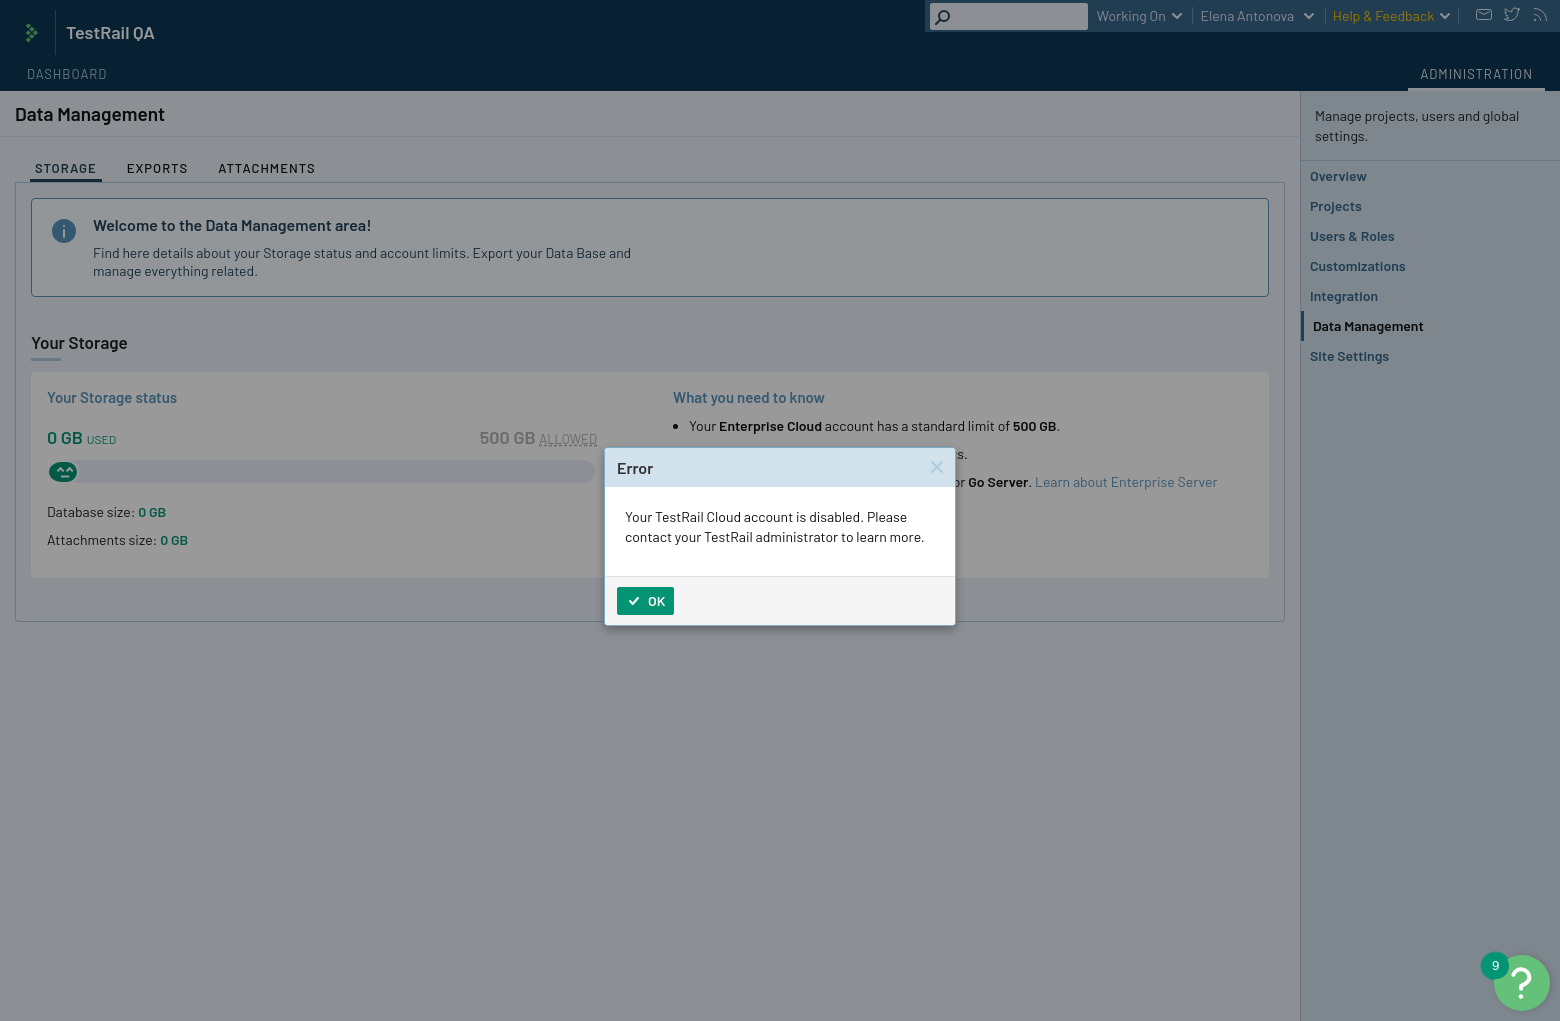 TestRail QA
Working On
Elena Antonova
Help & Feedback
DASHBOARD
ADMINISTRATION
Data Management
STORAGE
EXPORTS
ATTACHMENTS
Welcome to the Data Management area!
Find here details about your Storage status and account limits. Export your Data Base and
manage everything related.
Your Storage
Your Storage status
0 GB USED
500 GB ALLOWED
Database size: 0 GB
Attachments size: 0 GB
What you need to know
Your Enterprise Cloud account has a standard limit of 500 GB.
Go Server. Learn about Enterprise Server
Error
Your TestRail Cloud account is disabled. Please
contact your TestRail administrator to learn more.
OK
Manage projects, users and global
settings.
Overview
Projects
Users & Roles
Customizations
Integration
Data Management
Site Settings
9